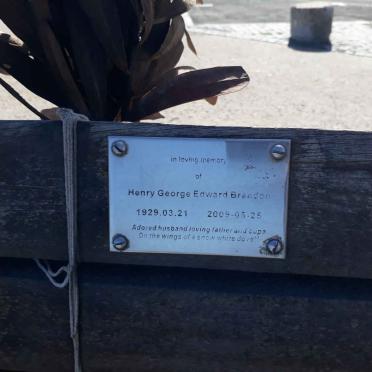 in loving memory
of
Henry George Edward Brandon
1929.03.21 2009-05-25
Adored husband loving father and
On the wings of a snow white dove"